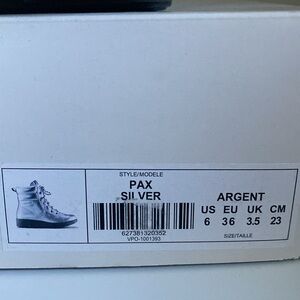 STYLE/MODELE
PAX
SILVER
ARGENT
US EU UK CM
6 36 3.5 23
627381320352
VPO-1001393
SIZE/TAILLE